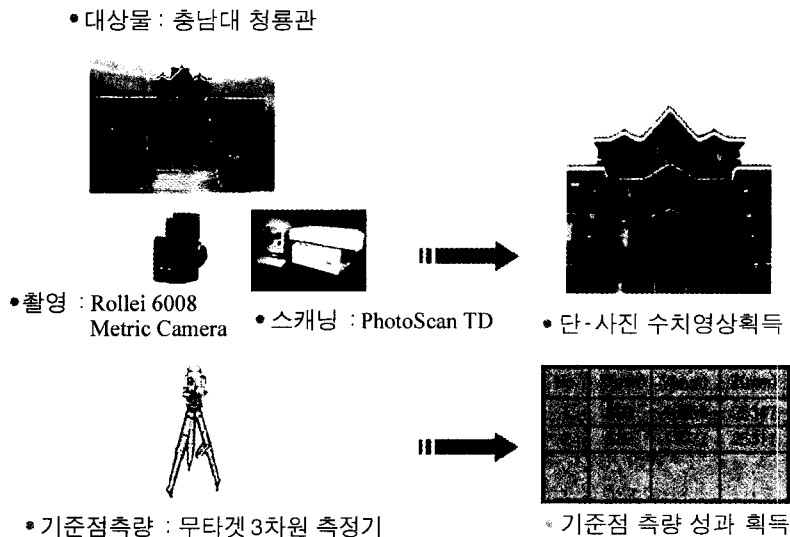 • 대상물 : 충남대 청룡관
• 촬영 : Rollei 6008
Metric Camera
• 스캐닝 : PhotoScan TD
• 단-사진 수치영상획득
• 기준점측량 : 무타겟 3차원 측정기
• 기준점 측량 성과 획득